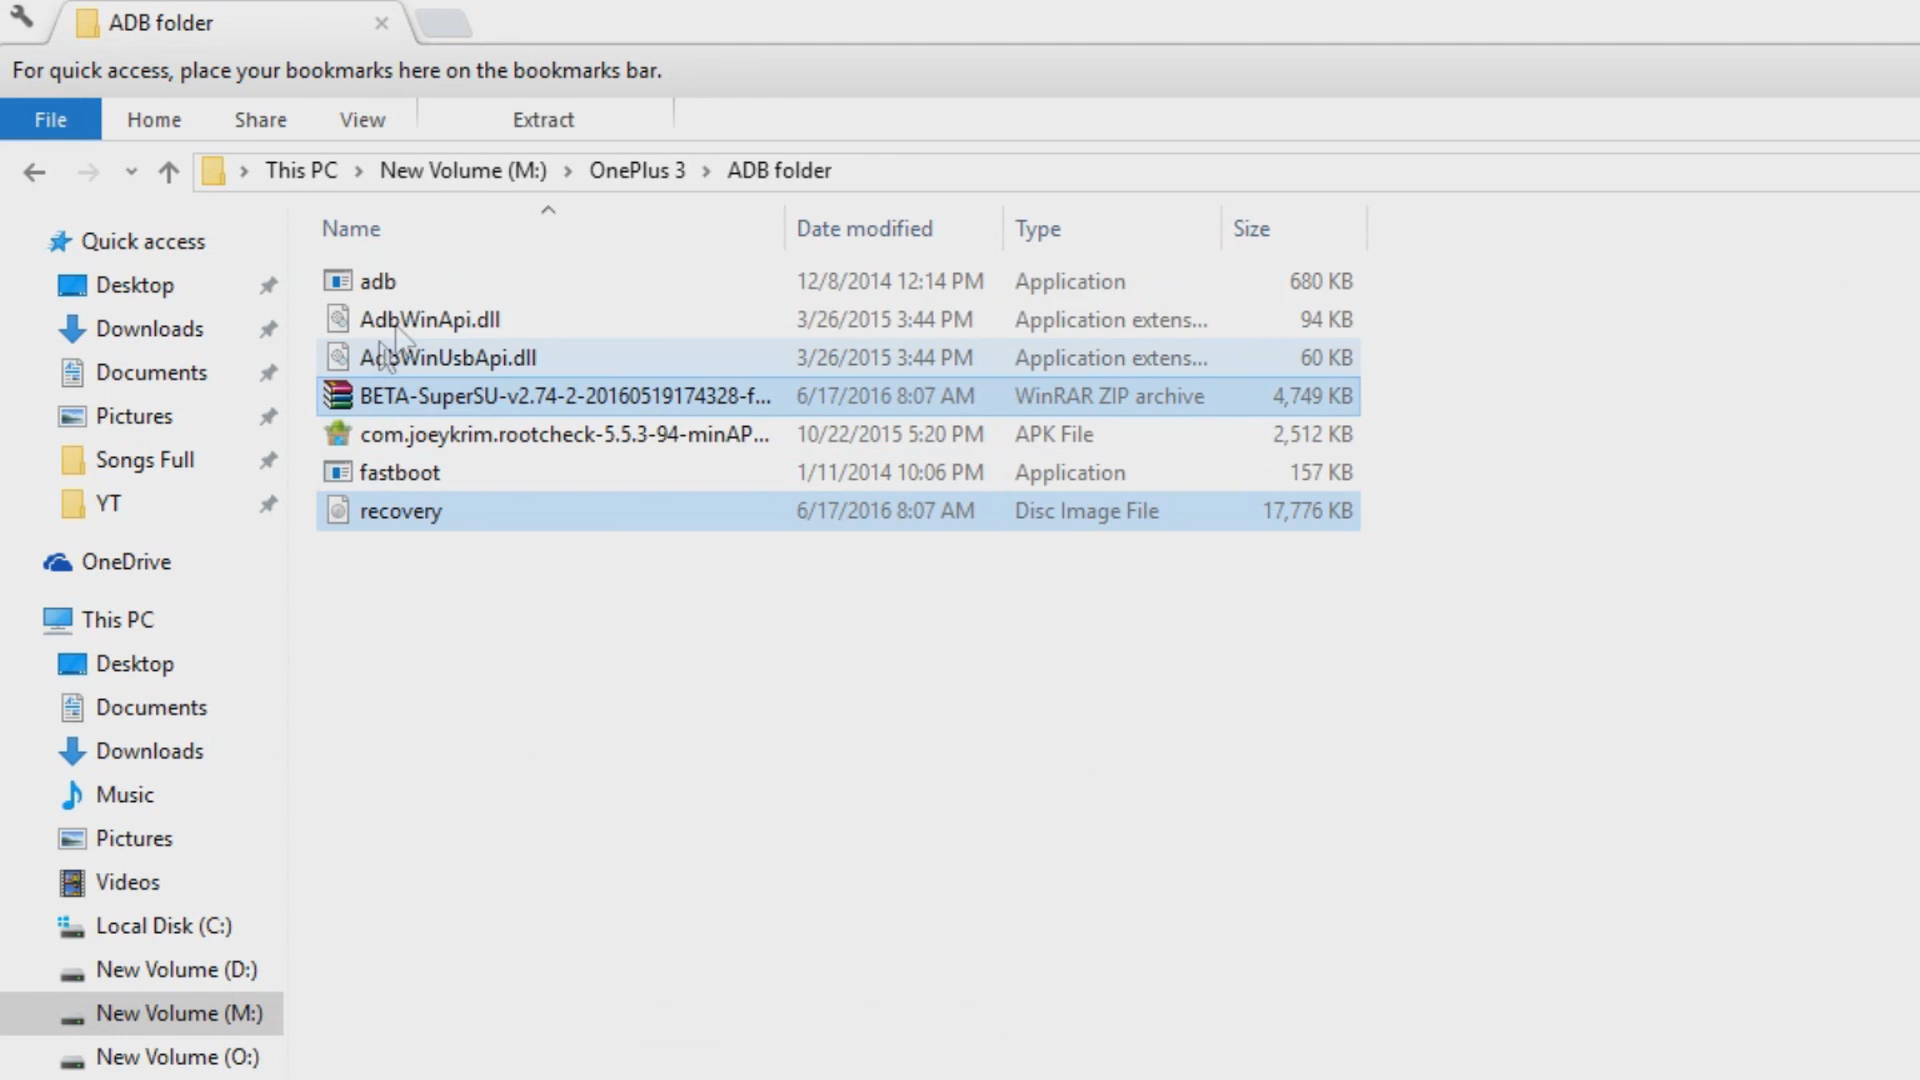 ADB folder
For quick access, place your bookmarks here on the bookmarks bar.
File Home Share View Extract
This PC New Volume (M:) OnePlus 3 ADB folder
Name Date modified Type Size
Quick access
Desktop
Downloads
Documents
Pictures
Songs Full
YT
OneDrive
This PC
Desktop
Documents
Downloads
Music
Pictures
Videos
Local Disk (C:)
New Volume (D:)
New Volume (M:)
New Volume (O:)
adb 12/8/2014 12:14 PM Application 680 KB
AdbWinApi.dll 3/26/2015 3:44 PM Application extens... 94 KB
AdbWinUsbApi.dll 3/26/2015 3:44 PM Application extens... 60 KB
BETA-SuperSU-v2.74-2-20160519174328-f... 6/17/2016 8:07 AM WinRAR ZIP archive 4,749 KB
com.joeykrim.rootcheck-5.5.3-94-minAP... 10/22/2015 5:20 PM APK File 2,512 KB
fastboot 1/11/2014 10:06 PM Application 157 KB
recovery 6/17/2016 8:07 AM Disc Image File 17,776 KB